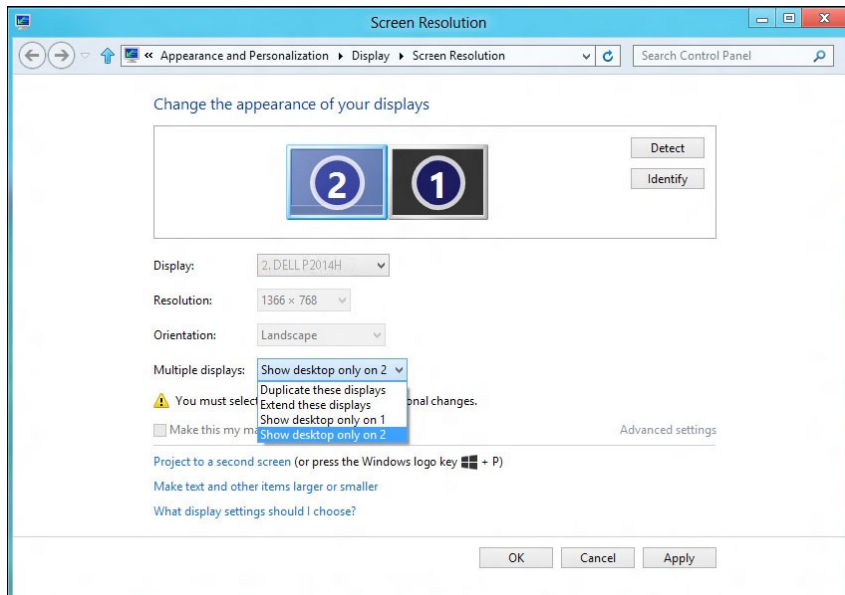 Screen Resolution
« Appearance and Personalization Display Screen Resolution
Search Control Panel
Change the appearance of your displays
2 1
Detect
Identify
Display: 2. DELL P2014H
Resolution: 1366 × 768
Orientation: Landscape
Multiple displays: Show desktop only on 2
Duplicate these displays
You must select onal changes.
Extend these displays
Show desktop only on 1
Make this my m
Show desktop only on 2
Advanced settings
Project to a second screen (or press the Windows logo key + P)
Make text and other items larger or smaller
What display settings should I choose?
OK Cancel Apply